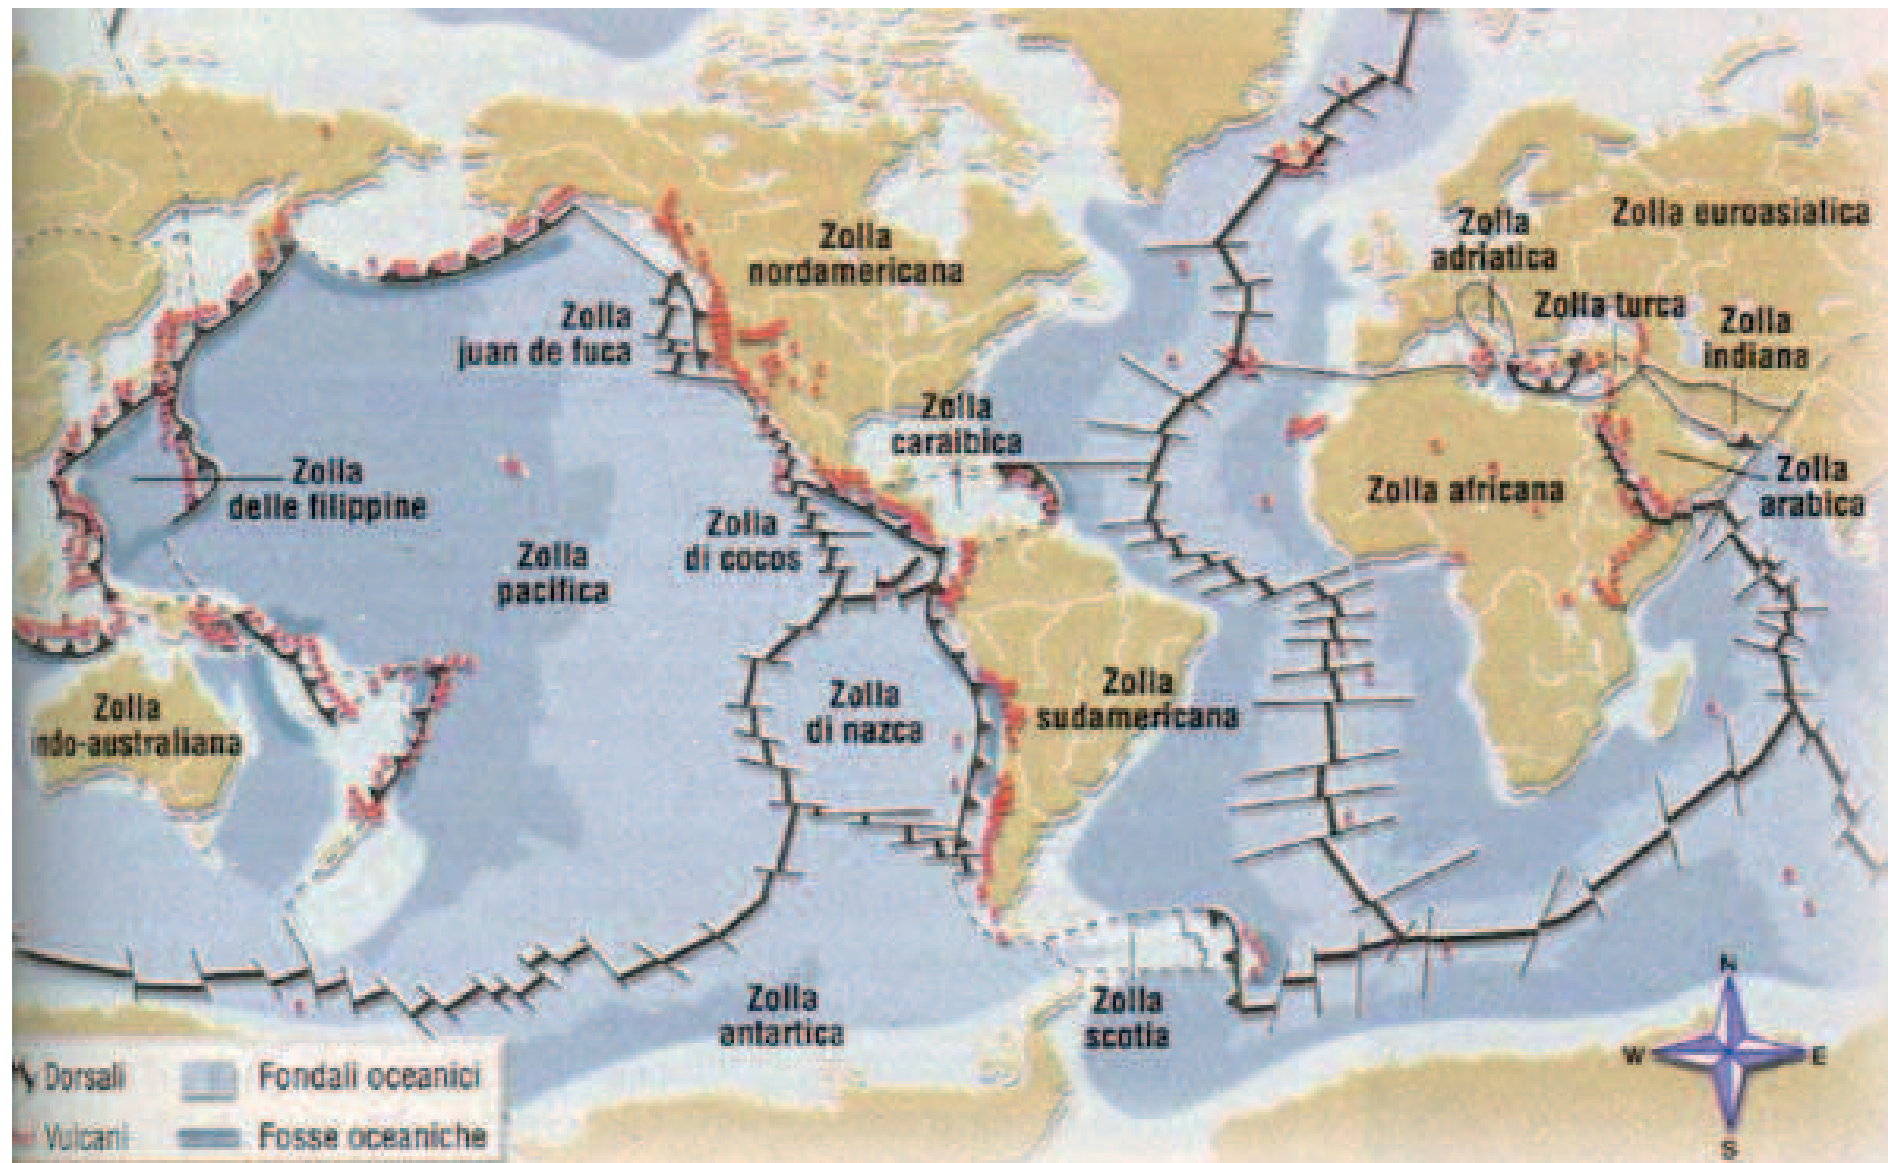 Zolla
adriatica
Zolla euroasiatica
Zolla
nordamericana
Zolla turca
Zolla
juan de fuca
Zolla
indiana
Zolla
caraibica
Zolla
delle filippine
Zolla africana
Zolla
arabica
Zolla
di cocos
Zolla
pacifica
Zolla
ndo-australiana
Zolla
di nazca
Zolla
sudamericana
Zolla
antartica
Zolla
scotia
N
W
E
S
Dorsali
Fondali oceanici
Vulcani
Fosse oceaniche